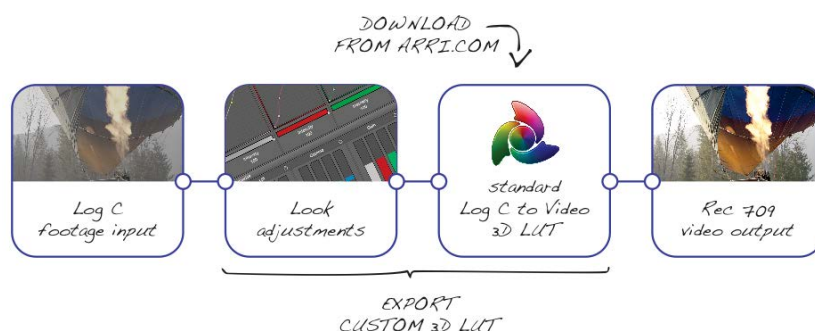 DOWNLOAD
FROM ARRI.COM
Log C
footage input
Look
adjustments
standard
Log C to Video
3D LUT
Rec 709
video output
EXPORT
CUSTOM 3D LUT